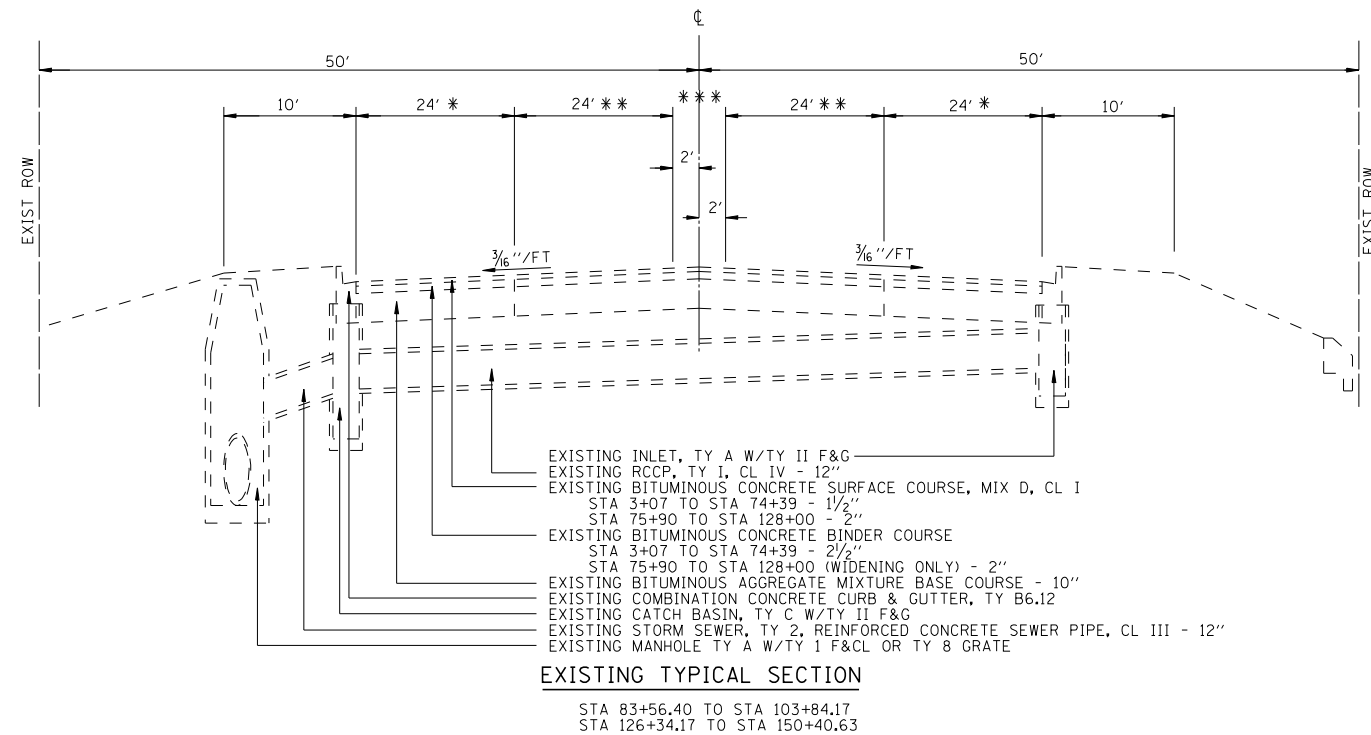 ℄
50' 50'
10' 24' * 24' ** *** 24' ** 24' * 10'
2'
2'
EXIST ROW
EXIST ROW
3/16"/FT 3/16"/FT
EXISTING INLET, TY A W/TY II F&G
EXISTING RCCP, TY I, CL IV - 12"
EXISTING BITUMINOUS CONCRETE SURFACE COURSE, MIX D, CL I
STA 3+07 TO STA 74+39 - 1 1/2"
STA 75+90 TO STA 128+00 - 2"
EXISTING BITUMINOUS CONCRETE BINDER COURSE
STA 3+07 TO STA 74+39 - 2 1/2"
STA 75+90 TO STA 128+00 (WIDENING ONLY) - 2"
EXISTING BITUMINOUS AGGREGATE MIXTURE BASE COURSE - 10"
EXISTING COMBINATION CONCRETE CURB & GUTTER, TY B6.12
EXISTING CATCH BASIN, TY C W/TY II F&G
EXISTING STORM SEWER, TY 2, REINFORCED CONCRETE SEWER PIPE, CL III - 12"
EXISTING MANHOLE TY A W/TY 1 F&CL OR TY 8 GRATE
EXISTING TYPICAL SECTION
STA 83+56.40 TO STA 103+84.17
STA 126+34.17 TO STA 150+40.63